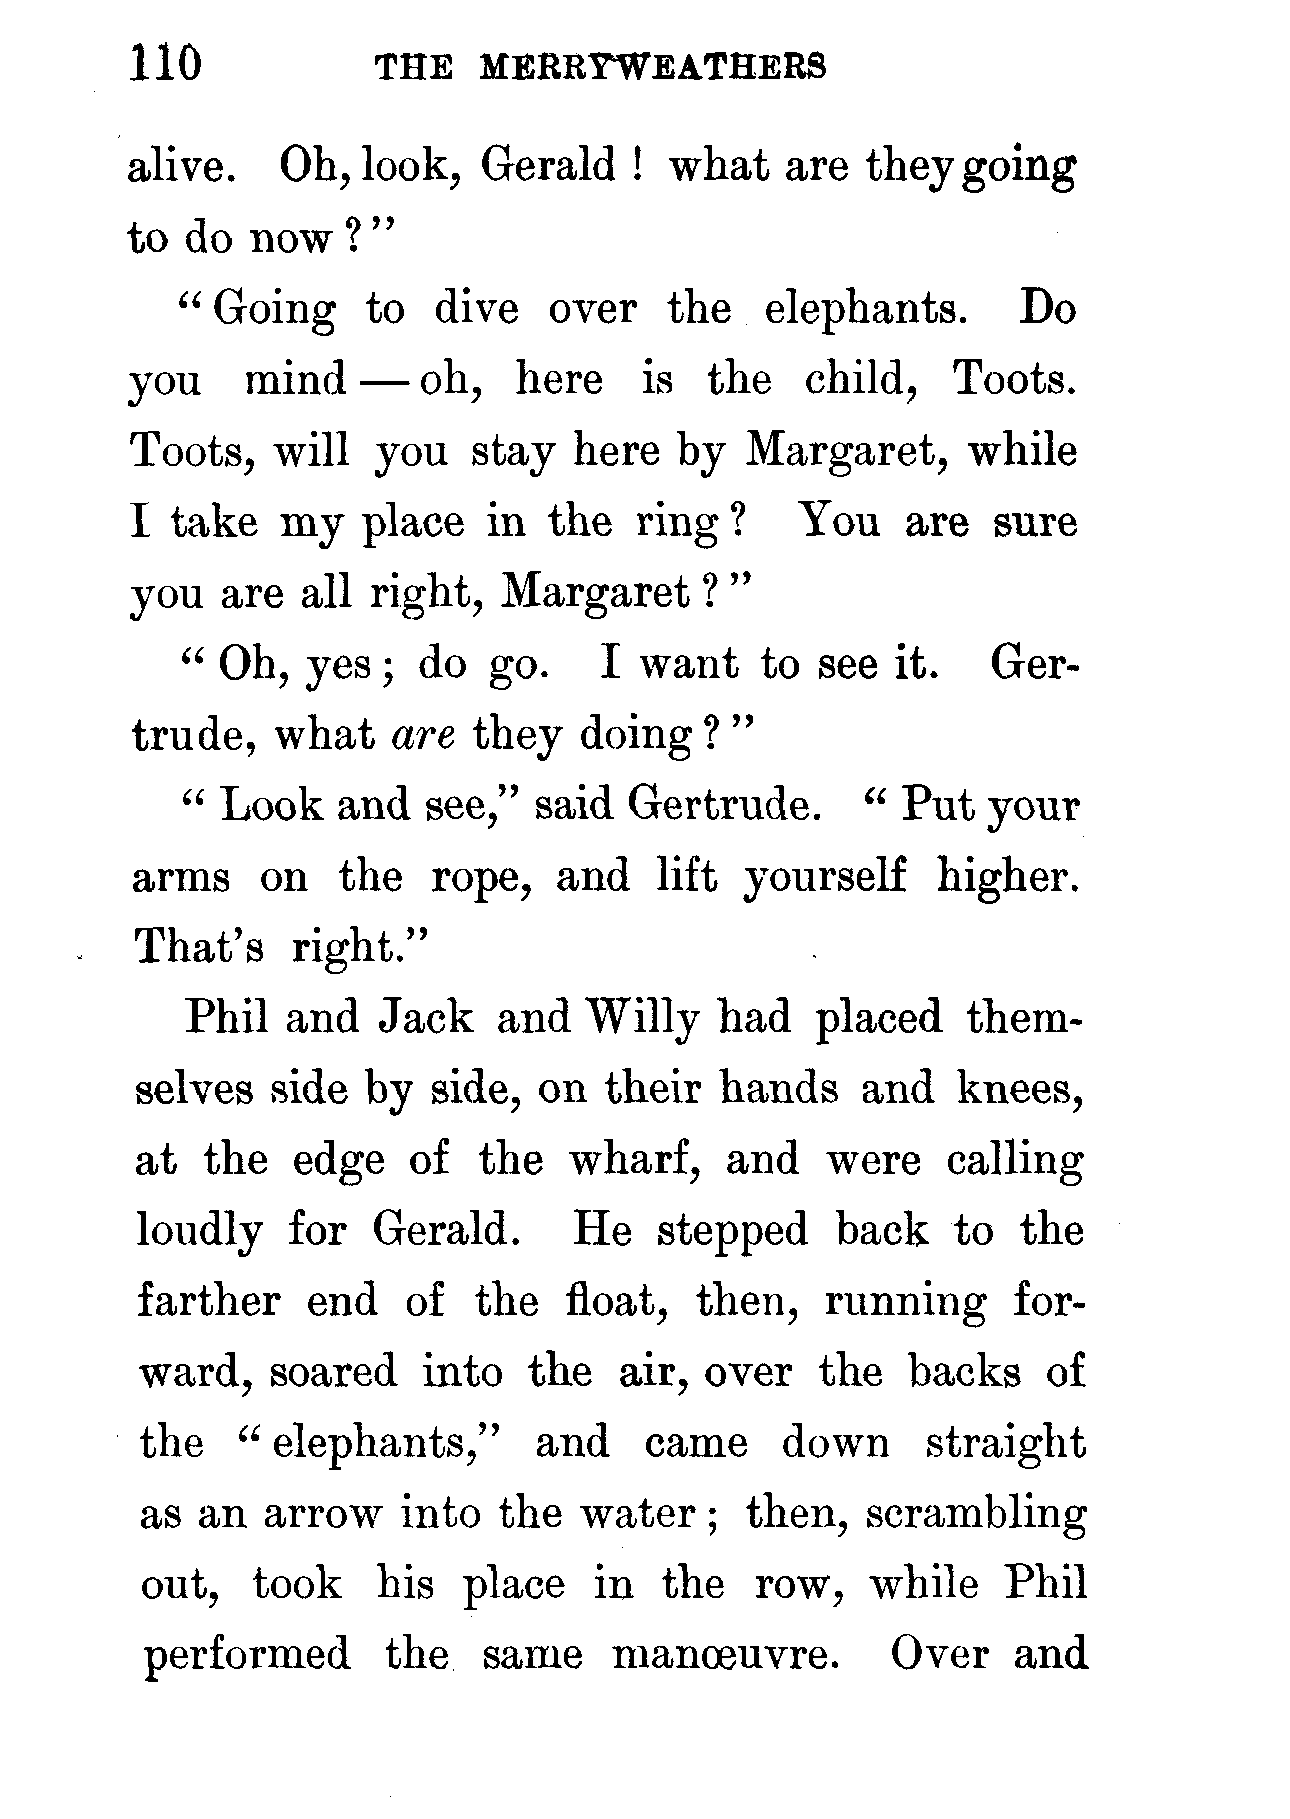 110 THE MERRYWEATHERS
alive. Oh, look, Gerald ! what are they going
to do now ? ”
“ Going to dive over the elephants. Do
you mind — oh, here is the child, Toots.
Toots, will you stay here by Margaret, while
I take my place in the ring ? You are sure
you are all right, Margaret ? ”
“ Oh, yes ; do go. I want to see it. Ger-
trude, what are they doing ? ”
“ Look and see,” said Gertrude. “ Put your
arms on the rope, and lift yourself higher.
That’s right.”
Phil and Jack and Willy had placed them-
selves side by side, on their hands and knees,
at the edge of the wharf, and were calling
loudly for Gerald. He stepped back to the
farther end of the float, then, running for-
ward, soared into the air, over the backs of
the “ elephants,” and came down straight
as an arrow into the water ; then, scrambling
out, took his place in the row, while Phil
performed the same manœuvre. Over and